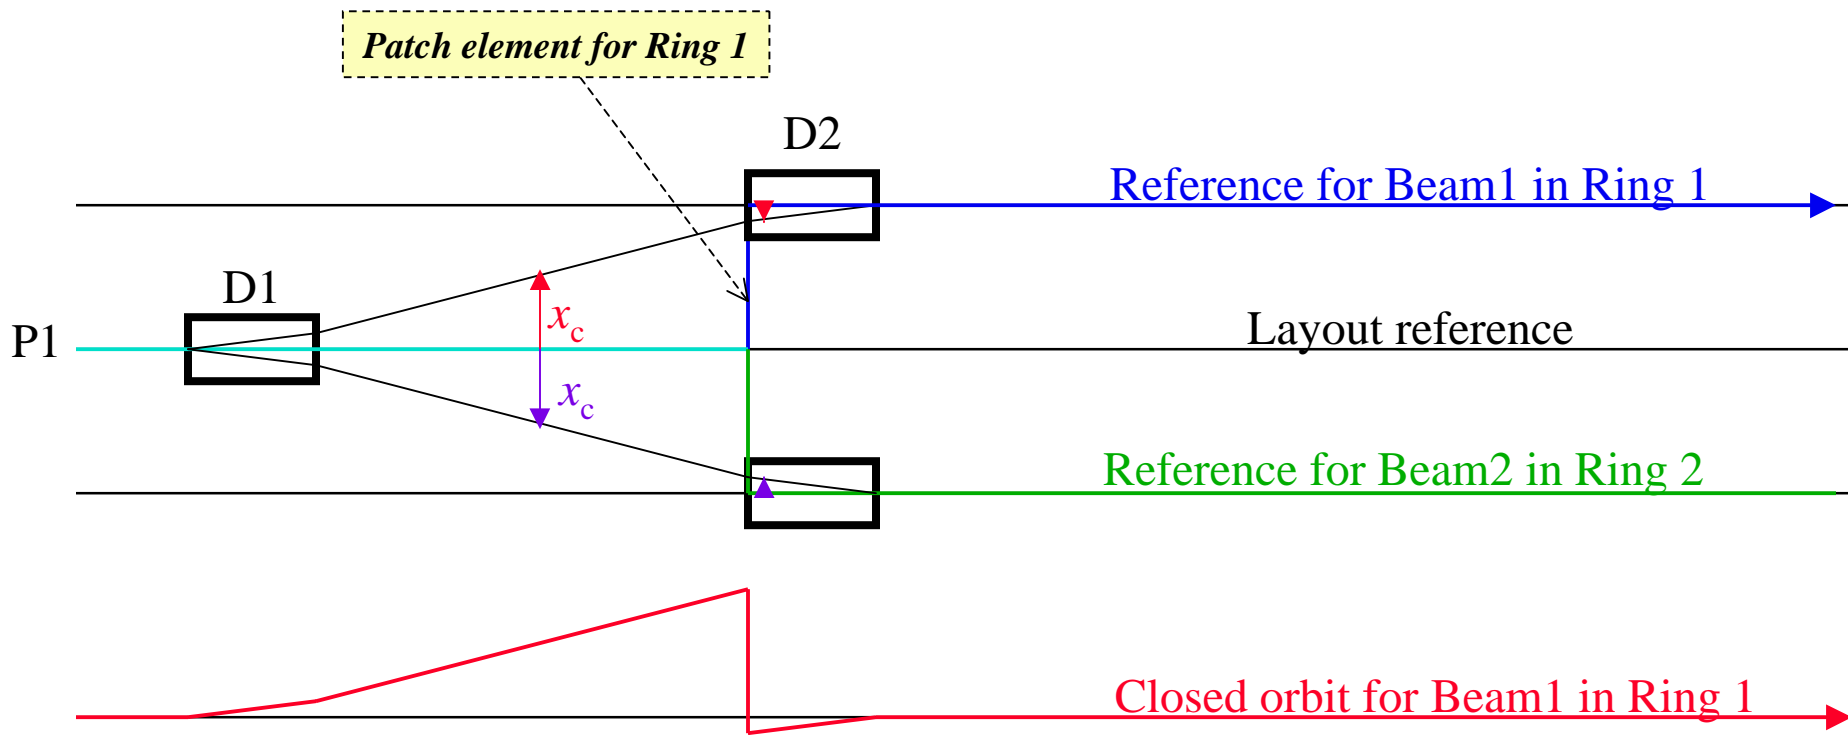 Patch element for Ring 1
D2
Reference for Beam1 in Ring 1
D1
P1
x_c
Layout reference
x_c
Reference for Beam2 in Ring 2
Closed orbit for Beam1 in Ring 1